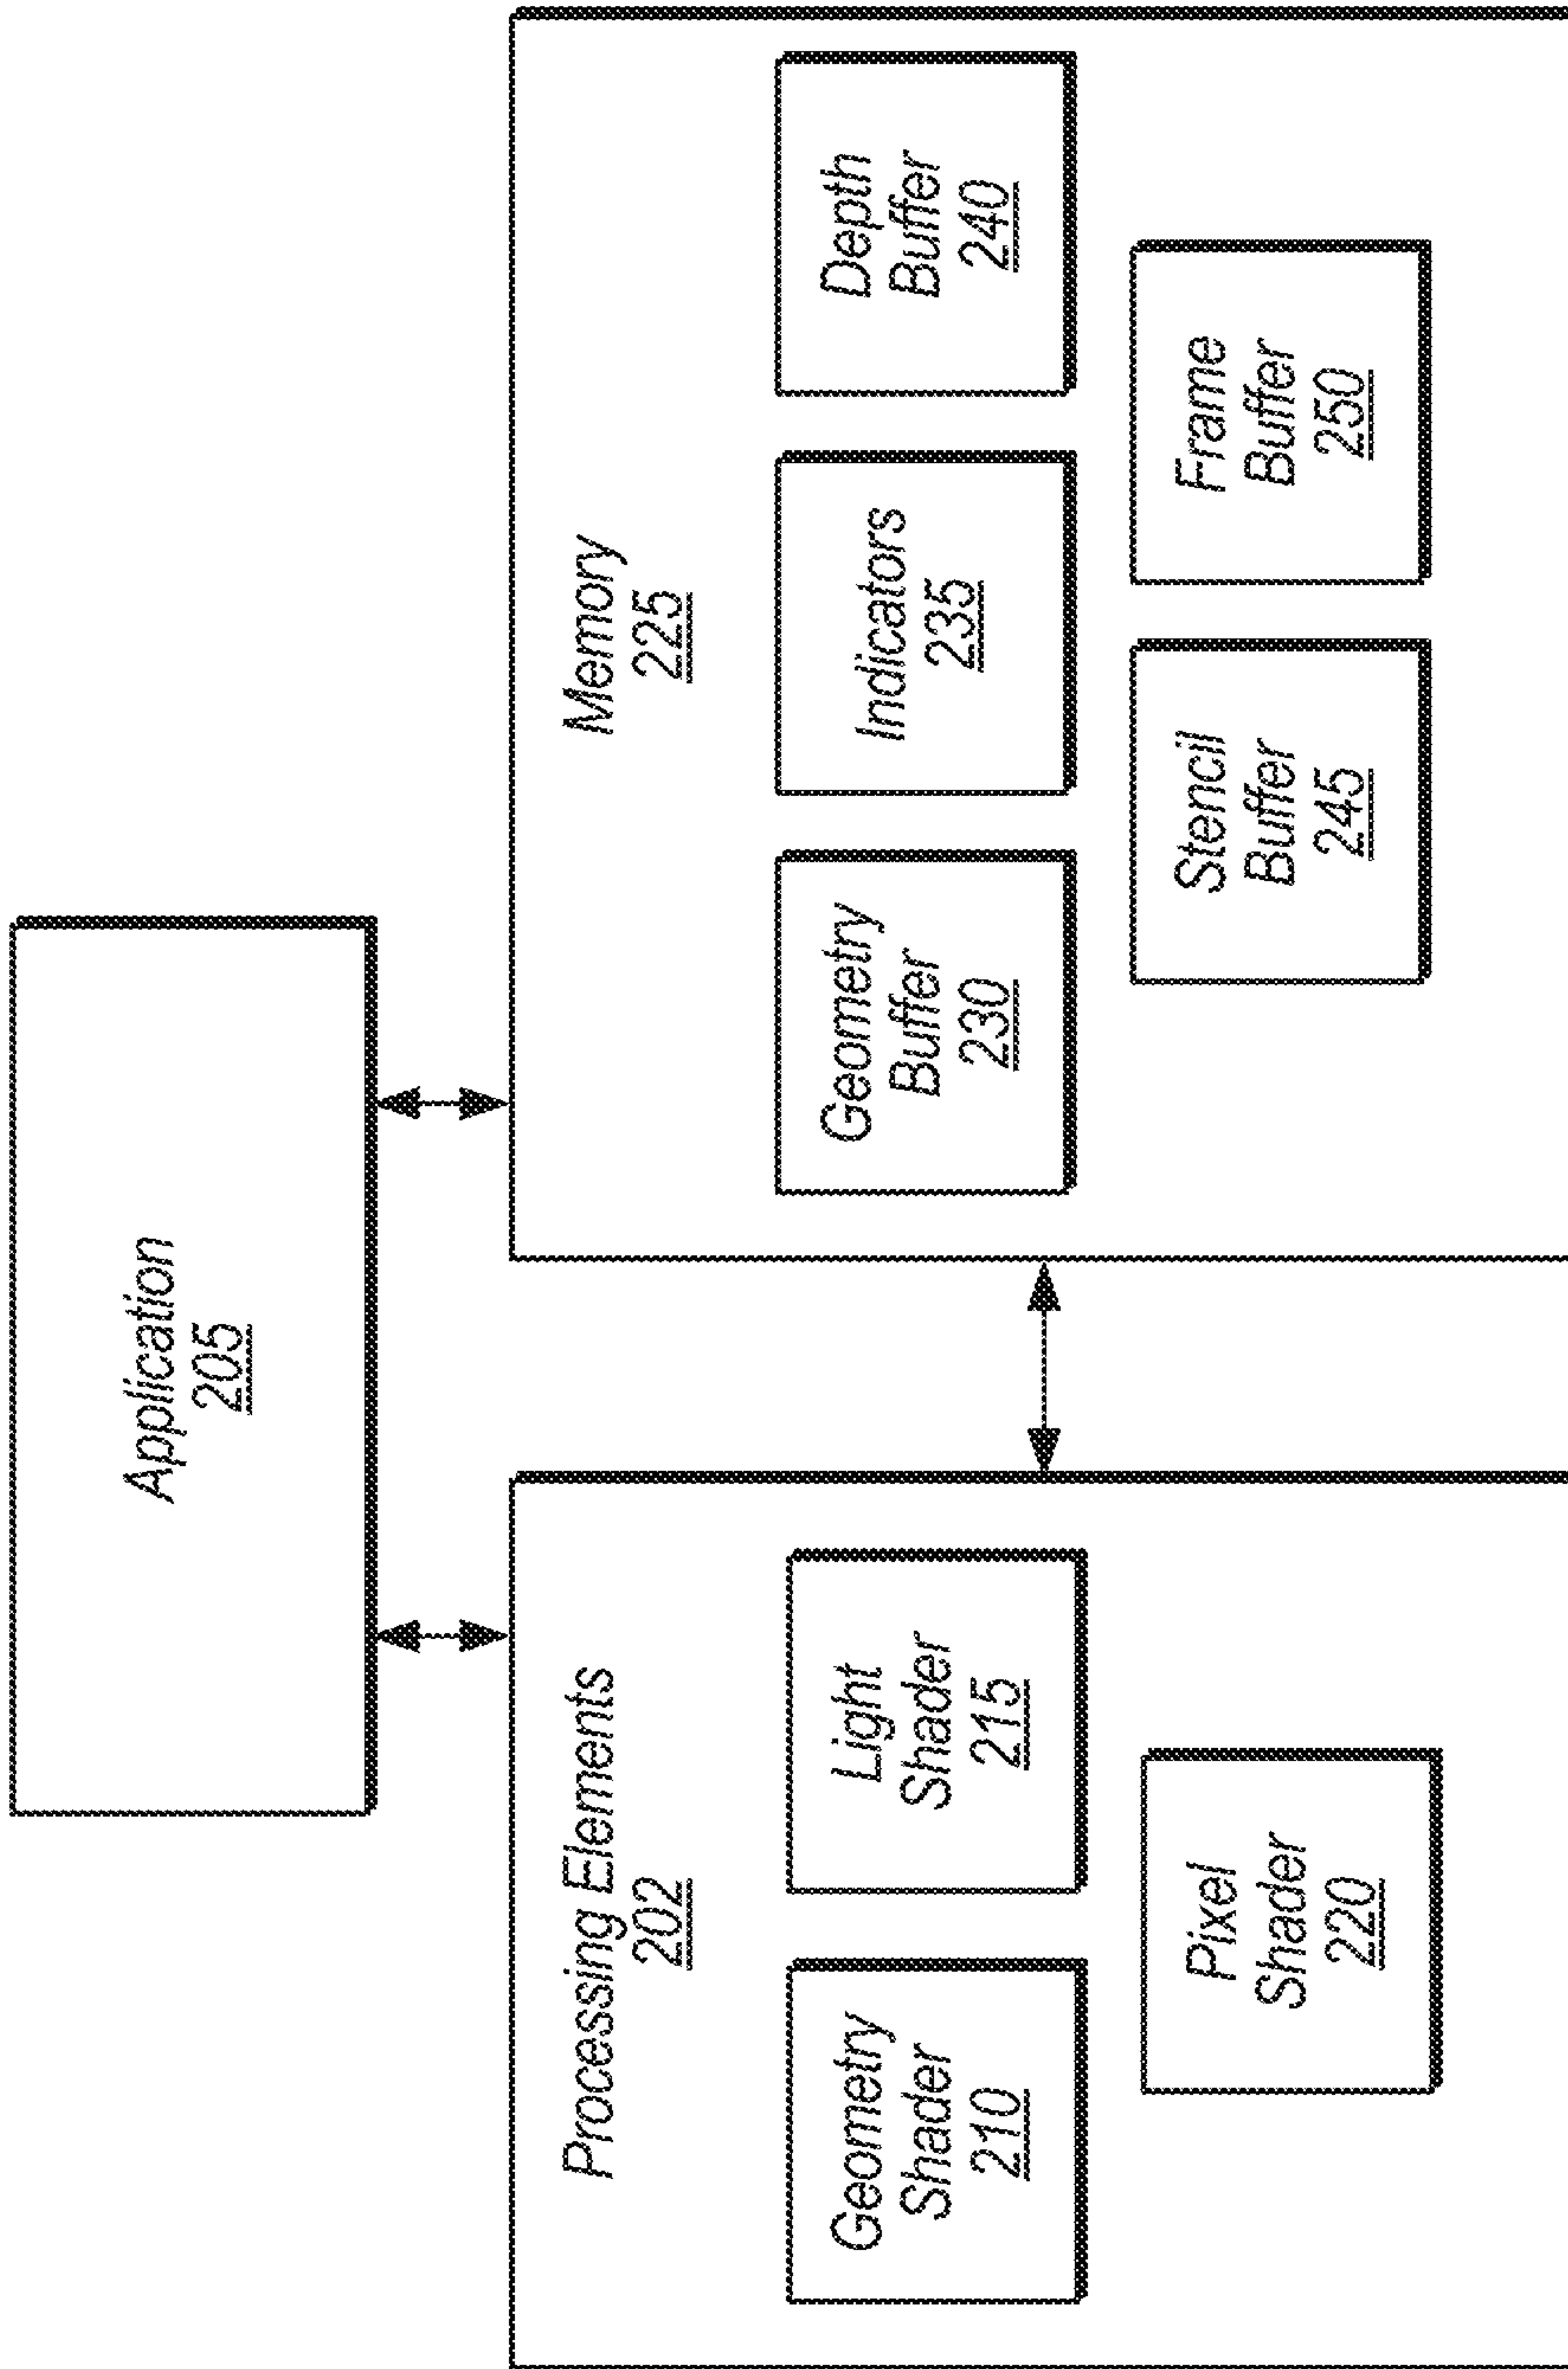 Application
205
Processing Elements
202
Geometry
Shader
210
Light
Shader
215
Pixel
Shader
220
Memory
225
Geometry
Buffer
230
Indicators
235
Depth
Buffer
240
Stencil
Buffer
245
Frame
Buffer
250